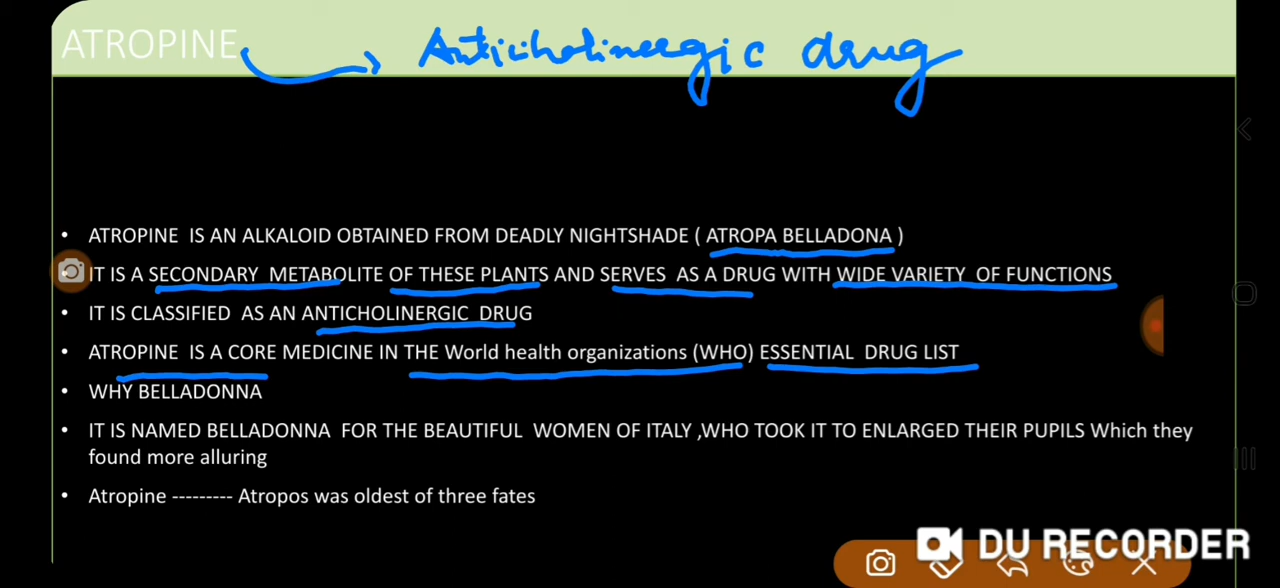 ATROPINE Anticholinergic drug
• ATROPINE IS AN ALKALOID OBTAINED FROM DEADLY NIGHTSHADE ( ATROPA BELLADONA )
• IT IS A SECONDARY METABOLITE OF THESE PLANTS AND SERVES AS A DRUG WITH WIDE VARIETY OF FUNCTIONS
• IT IS CLASSIFIED AS AN ANTICHOLINERGIC DRUG
• ATROPINE IS A CORE MEDICINE IN THE World health organizations (WHO) ESSENTIAL DRUG LIST
• WHY BELLADONNA
• IT IS NAMED BELLADONNA FOR THE BEAUTIFUL WOMEN OF ITALY ,WHO TOOK IT TO ENLARGED THEIR PUPILS Which they
found more alluring
• Atropine --------- Atropos was oldest of three fates
DU RECORDER